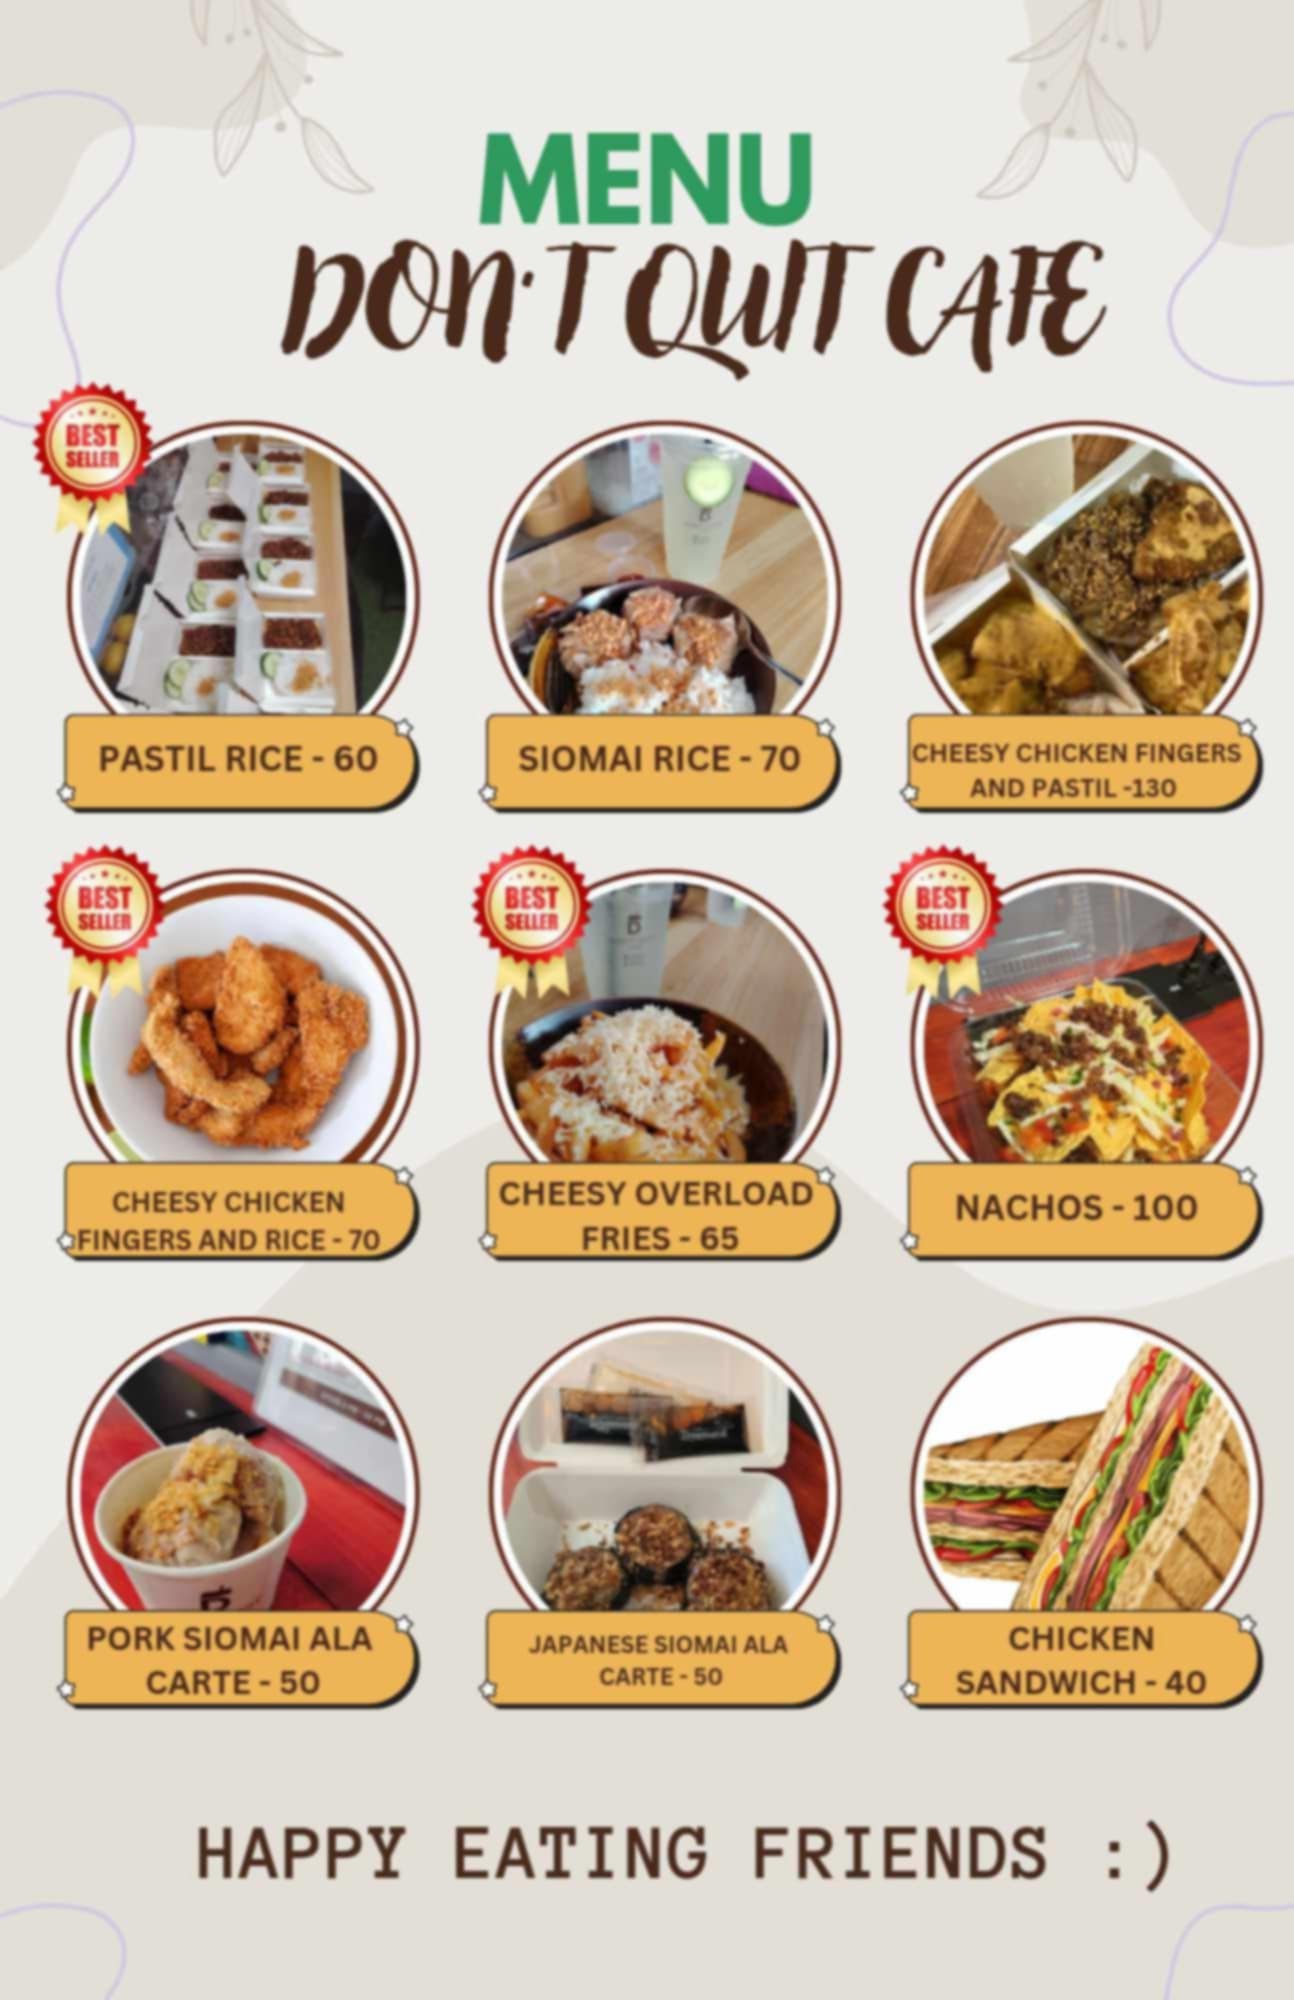 MENU
DON'T QUIT CAFE
BEST
SELLER
PASTIL RICE - 60
SIOMAI RICE - 70
CHEESY CHICKEN FINGERS
AND PASTIL -130
BEST
SELLER
CHEESY CHICKEN
FINGERS AND RICE - 70
BEST
SELLER
CHEESY OVERLOAD
FRIES - 65
BEST
SELLER
NACHOS - 100
PORK SIOMAI ALA
CARTE - 50
JAPANESE SIOMAI ALA
CARTE - 50
CHICKEN
SANDWICH - 40
HAPPY EATING FRIENDS :)